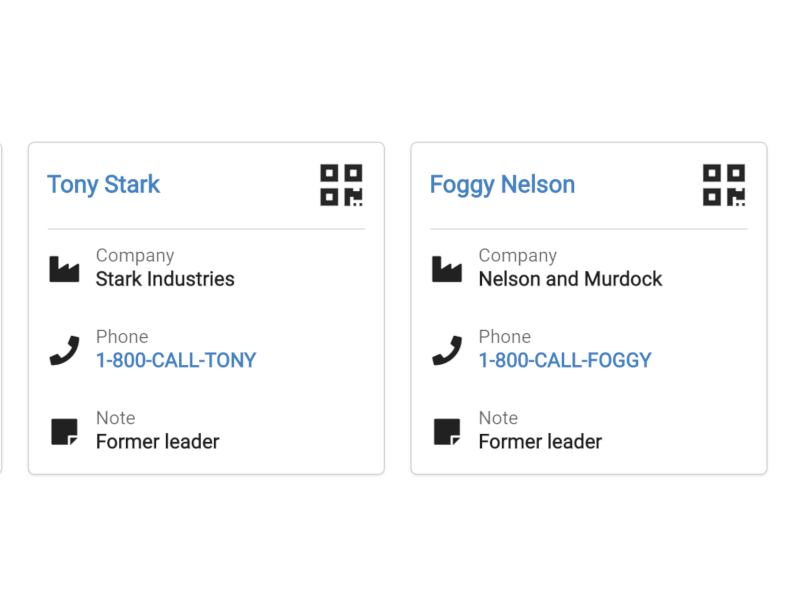 Tony Stark
Company
Stark Industries
Phone
1-800-CALL-TONY
Note
Former leader
Foggy Nelson
Company
Nelson and Murdock
Phone
1-800-CALL-FOGGY
Note
Former leader